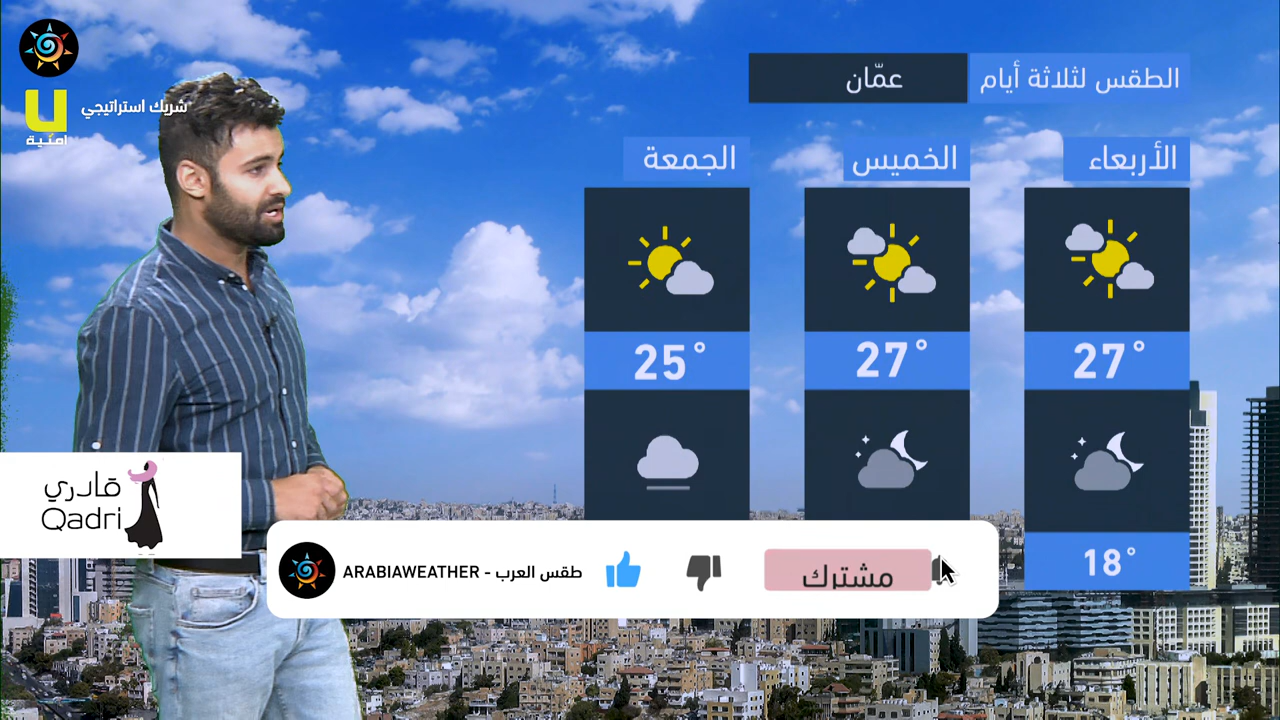 شريك استراتيجي
امنية
الطقس لثلاثة أيام
عمّان
الأربعاء
الخميس
الجمعة
27°
27°
25°
18°
قادري
Qadri
ARABIAWEATHER - طقس العرب
مشترك